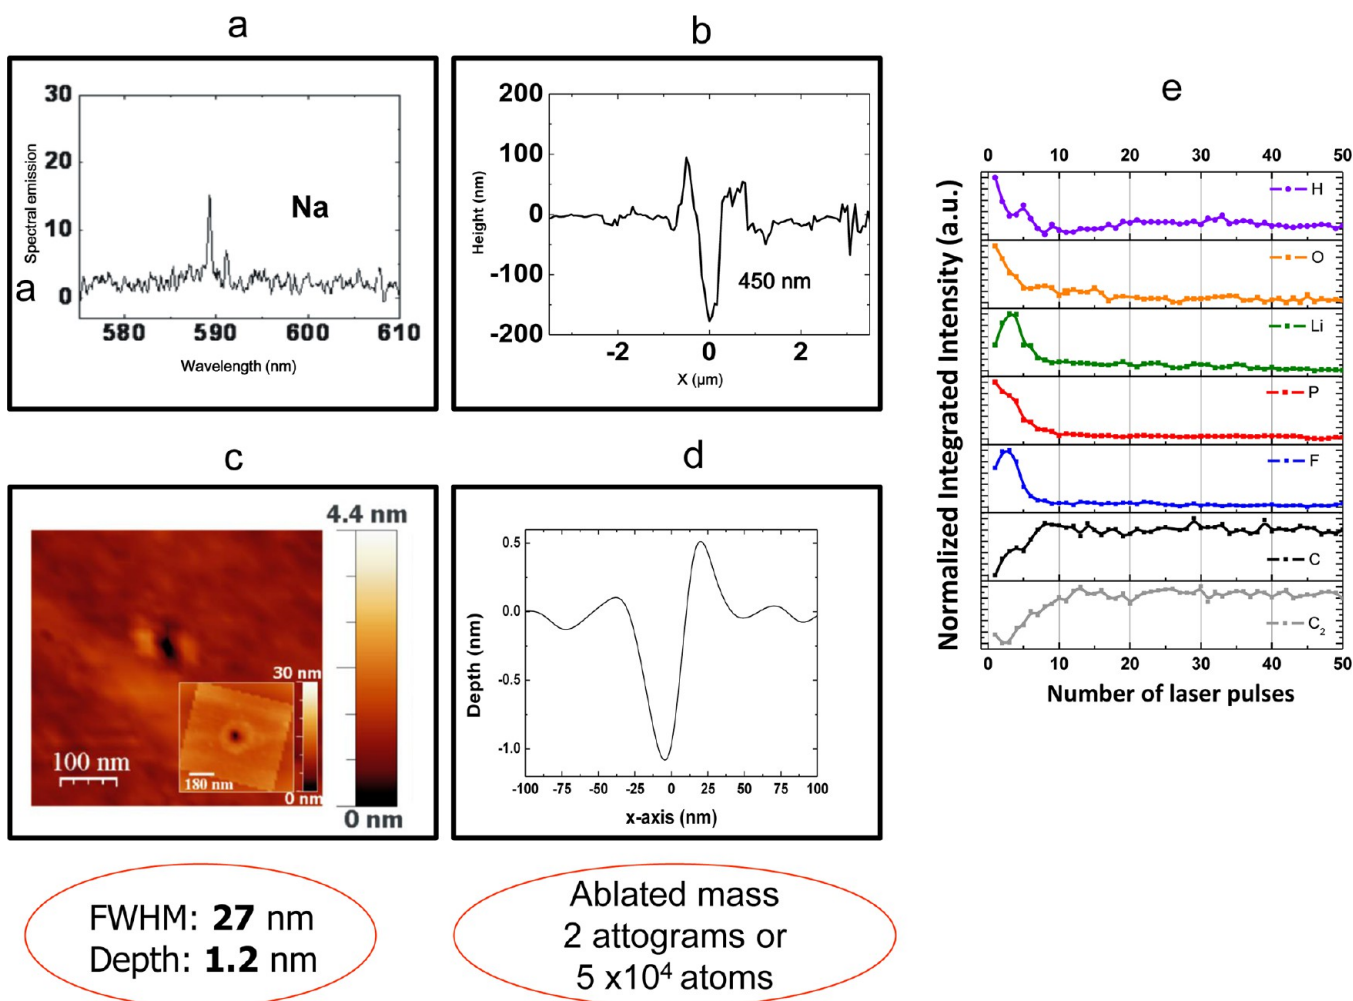 a
30
20
10
0
Spectral emission
a
Na
580 590 600 610
Wavelength (nm)
b
200
100
0
-100
-200
Height (nm)
450 nm
-2 0 2
X (µm)
c
4.4 nm
0 nm
100 nm
30 nm
180 nm
0 nm
d
0.5
0.0
-0.5
-1.0
Depth (nm)
-100 -75 -50 -25 0 25 50 75 100
x-axis (nm)
FWHM: 27 nm
Depth: 1.2 nm
Ablated mass
2 attograms or
5 x10⁴ atoms
e
0 10 20 30 40 50
Normalized Integrated Intensity (a.u.)
H
O
Li
P
F
C
C₂
0 10 20 30 40 50
Number of laser pulses